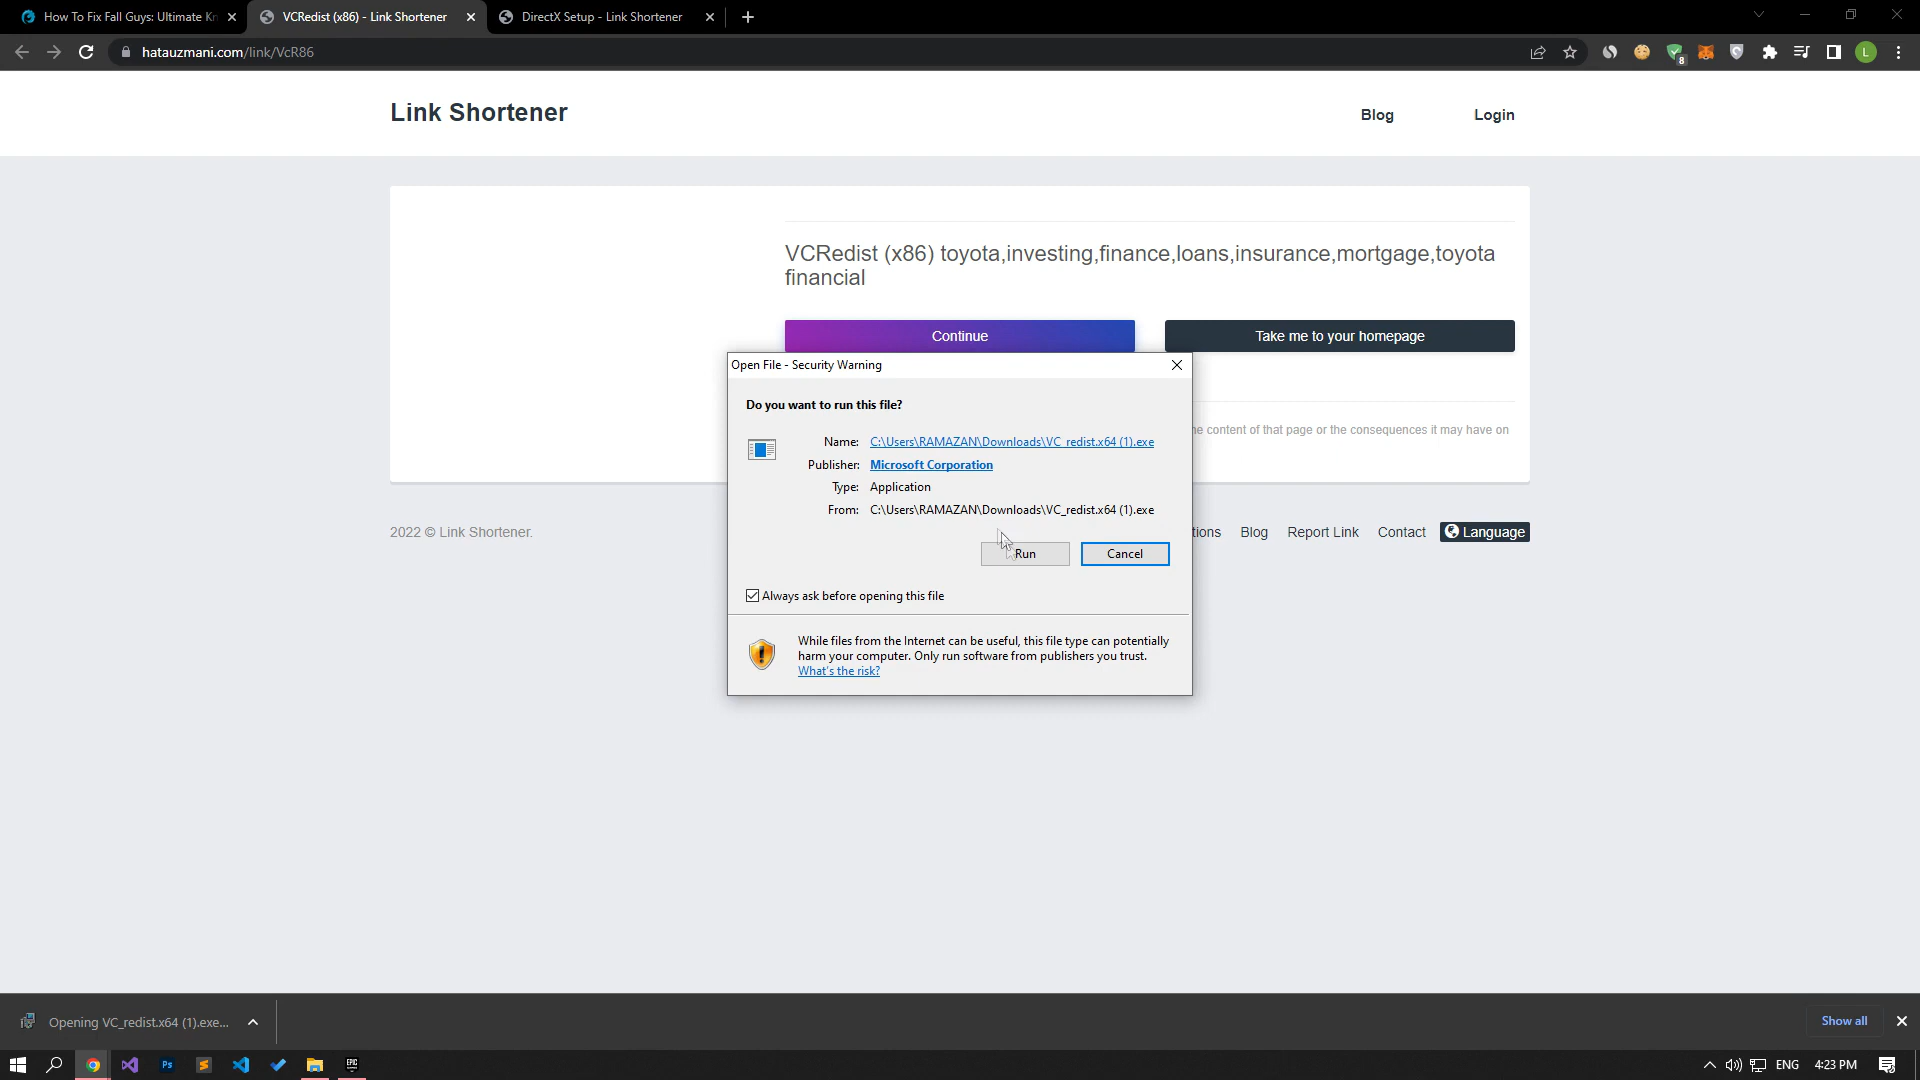 How To Fix Fall Guys: Ultimate Kn
VCRedist (x86) - Link Shortener
DirectX Setup - Link Shortener
hatauzmani.com/link/VcR86
8
L
Link Shortener
Blog
Login
VCRedist (x86) toyota,investing,finance,loans,insurance,mortgage,toyota
financial
Continue
Take me to your homepage
Open File - Security Warning
Do you want to run this file?
Name: C:\Users\RAMAZAN\Downloads\VC_redist.x64 (1).exe
Publisher: Microsoft Corporation
Type: Application
From: C:\Users\RAMAZAN\Downloads\VC_redist.x64 (1).exe
Run
Cancel
Always ask before opening this file
While files from the Internet can be useful, this file type can potentially
harm your computer. Only run software from publishers you trust.
What's the risk?
the content of that page or the consequences it may have on
2022 © Link Shortener.
Blog
Report Link
Contact
Language
Opening VC_redist.x64 (1).exe...
Show all
Ps
EPIC
ENG
4:23 PM